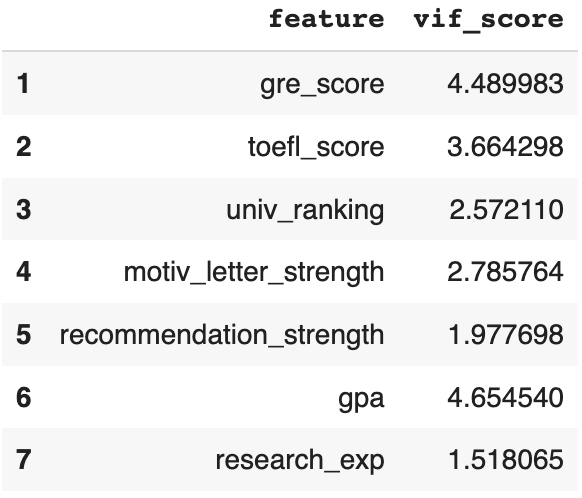 feature vif_score
1 gre_score 4.489983
2 toefl_score 3.664298
3 univ_ranking 2.572110
4 motiv_letter_strength 2.785764
5 recommendation_strength 1.977698
6 gpa 4.654540
7 research_exp 1.518065